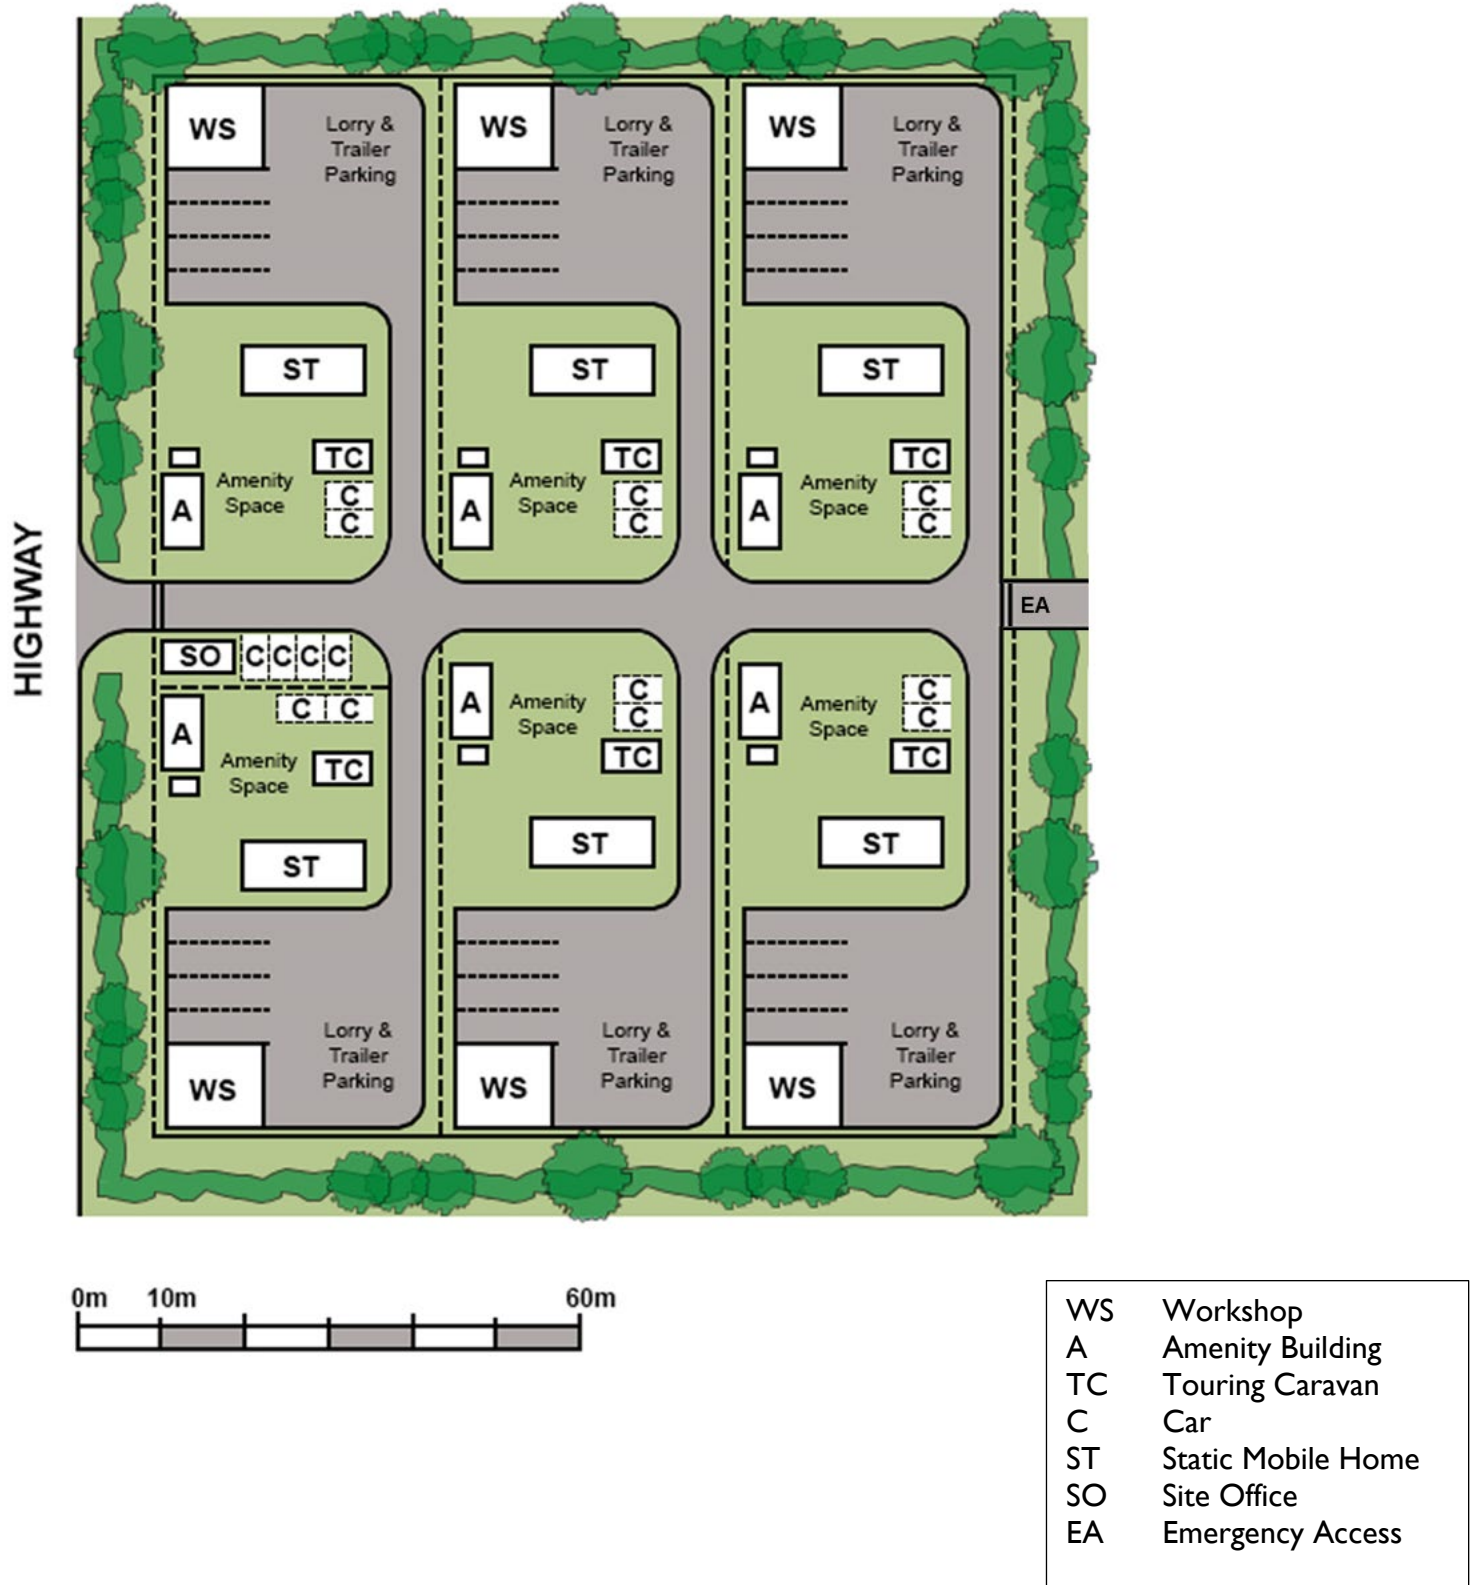 WS
Lorry &
Trailer
Parking
WS
Lorry &
Trailer
Parking
WS
Lorry &
Trailer
Parking
ST
ST
ST
TC
Amenity
Space
C
C
A
TC
Amenity
Space
C
C
A
TC
Amenity
Space
C
C
A
HIGHWAY
EA
SO
C
C
C
C
C
C
A
Amenity
Space
TC
ST
A
Amenity
Space
C
C
TC
ST
A
Amenity
Space
C
C
TC
ST
Lorry &
Trailer
Parking
WS
Lorry &
Trailer
Parking
WS
Lorry &
Trailer
Parking
WS
0m 10m 60m
WS Workshop
A Amenity Building
TC Touring Caravan
C Car
ST Static Mobile Home
SO Site Office
EA Emergency Access